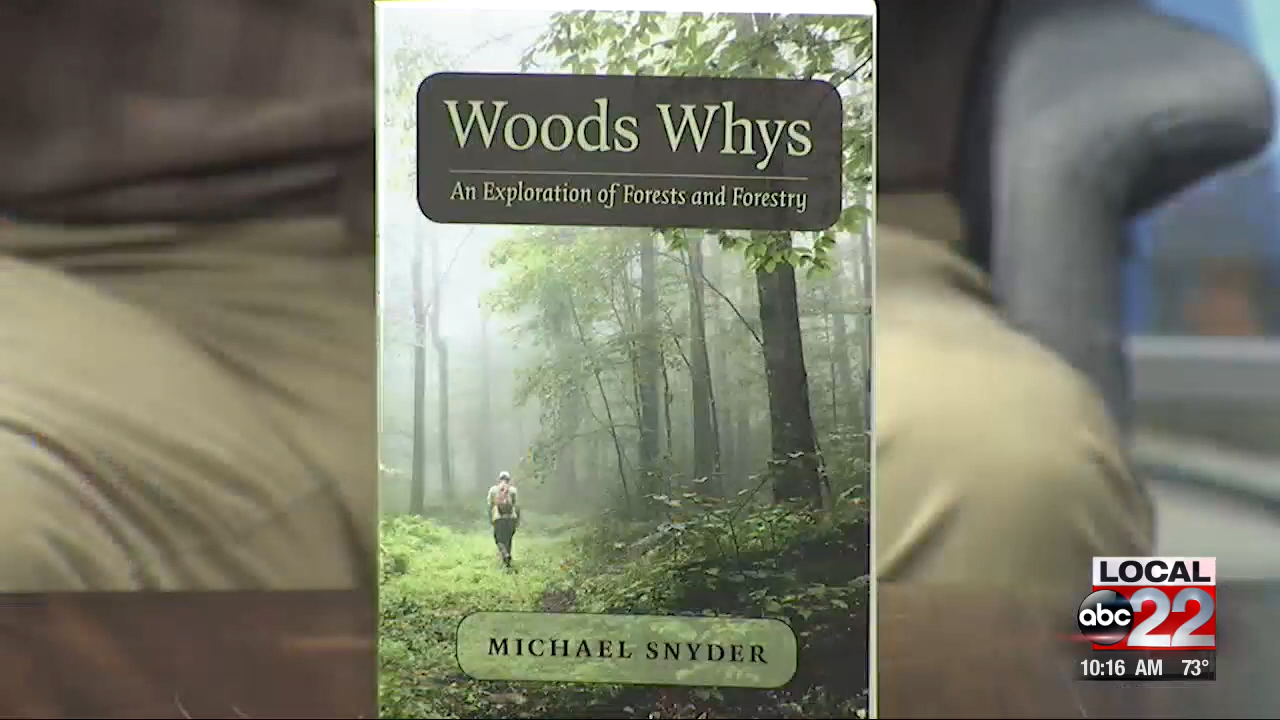 Woods Whys
An Exploration of Forests and Forestry
MICHAEL SNYDER
LOCAL
abc 22
10:16 AM 73°